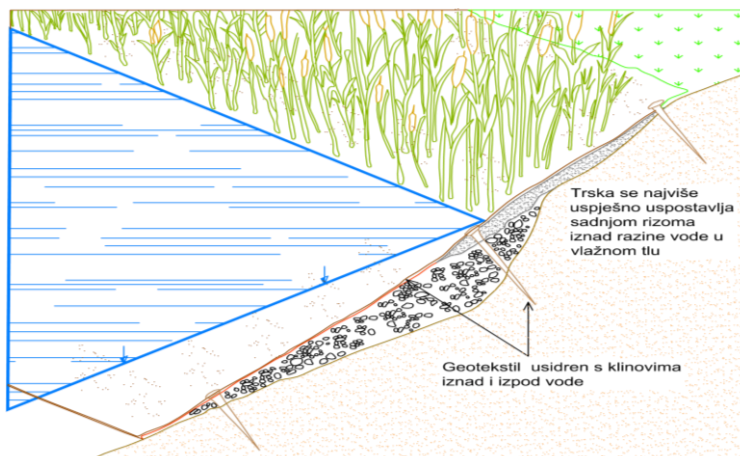 Trska se najviše
uspješno uspostavlja
sadnjom rizoma
iznad razine vode u
vlažnom tlu
Geotekstil usidren s klinovima
iznad i izpod vode